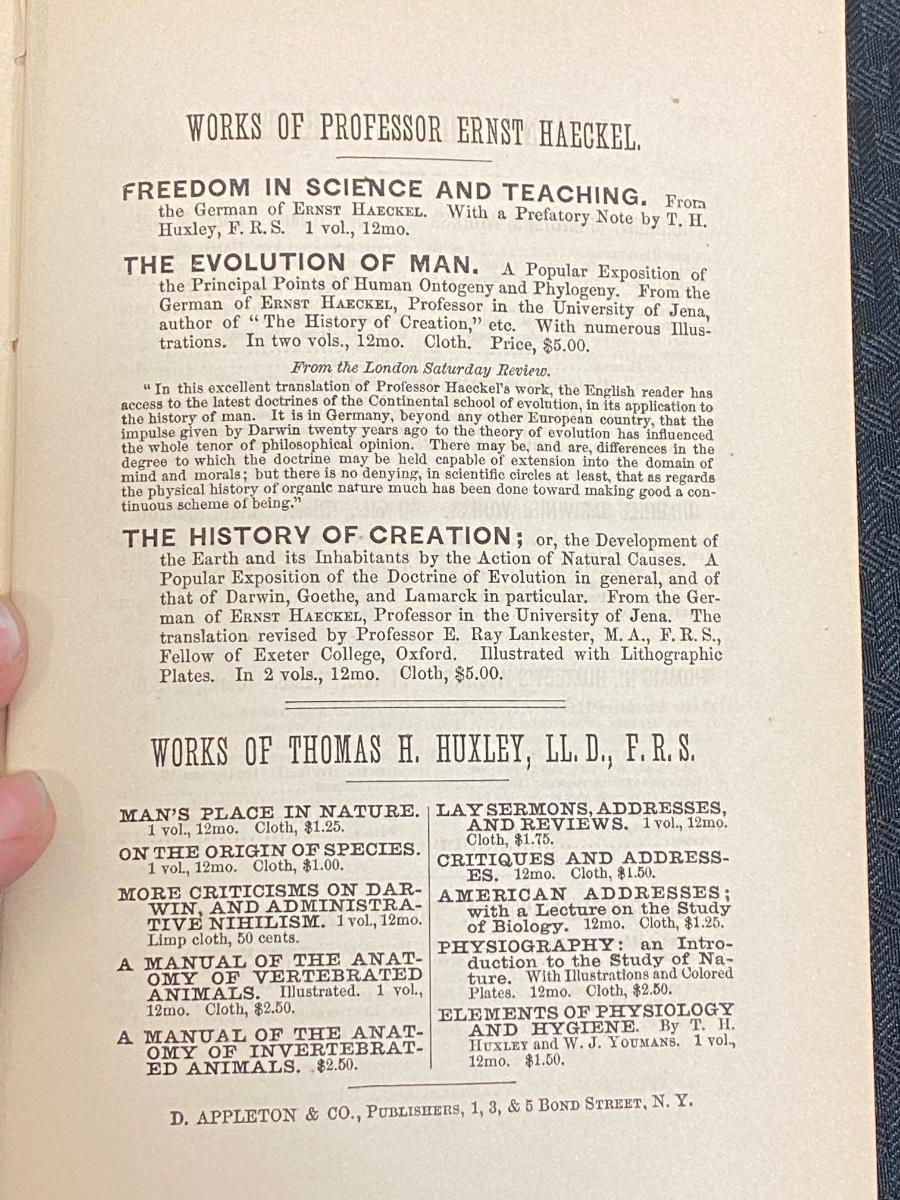 WORKS OF PROFESSOR ERNST HAECKEL.
FREEDOM IN SCIENCE AND TEACHING. From
the German of ERNST HAECKEL. With a Prefatory Note by T. H.
Huxley, F. R. S. 1 vol., 12mo.
THE EVOLUTION OF MAN. A Popular Exposition of
the Principal Points of Human Ontogeny and Phylogeny. From the
German of ERNST HAECKEL, Professor in the University of Jena,
author of “The History of Creation,” etc. With numerous Illus-
trations. In two vols., 12mo. Cloth. Price, $5.00.
From the London Saturday Review.
“In this excellent translation of Professor Haeckel's work, the English reader has
access to the latest doctrines of the Continental school of evolution, in its application to
the history of man. It is in Germany, beyond any other European country, that the
impulse given by Darwin twenty years ago to the theory of evolution has influenced
the whole tenor of philosophical opinion. There may be, and are, differences in the
degree to which the doctrine may be held capable of extension into the domain of
mind and morals; but there is no denying, in scientific circles at least, that as regards
the physical history of organic nature much has been done toward making good a con-
tinuous scheme of being.”
THE HISTORY OF CREATION; or, the Development of
the Earth and its Inhabitants by the Action of Natural Causes. A
Popular Exposition of the Doctrine of Evolution in general, and of
that of Darwin, Goethe, and Lamarck in particular. From the Ger-
man of ERNST HAECKEL, Professor in the University of Jena. The
translation revised by Professor E. Ray Lankester, M. A., F. R. S.,
Fellow of Exeter College, Oxford. Illustrated with Lithographic
Plates. In 2 vols., 12mo. Cloth, $5.00.
WORKS OF THOMAS H. HUXLEY, LL. D., F. R. S.
MAN'S PLACE IN NATURE.
1 vol., 12mo. Cloth, $1.25.
ON THE ORIGIN OF SPECIES.
1 vol., 12mo. Cloth, $1.00.
MORE CRITICISMS ON DAR-
WIN, AND ADMINISTRA-
TIVE NIHILISM. 1 vol., 12mo.
Limp cloth, 50 cents.
A MANUAL OF THE ANAT-
OMY OF VERTEBRATED
ANIMALS. Illustrated. 1 vol.,
12mo. Cloth, $2.50.
A MANUAL OF THE ANAT-
OMY OF INVERTEBRAT-
ED ANIMALS. $2.50.
LAY SERMONS, ADDRESSES,
AND REVIEWS. 1 vol., 12mo.
Cloth, $1.75.
CRITIQUES AND ADDRESS-
ES. 12mo. Cloth, $1.50.
AMERICAN ADDRESSES;
with a Lecture on the Study
of Biology. 12mo. Cloth, $1.25.
PHYSIOGRAPHY: an Intro-
duction to the Study of Na-
ture. With Illustrations and Colored
Plates. 12mo. Cloth, $2.50.
ELEMENTS OF PHYSIOLOGY
AND HYGIENE. By T. H.
HUXLEY and W. J. YOUMANS. 1 vol.,
12mo. $1.50.
D. APPLETON & CO., PUBLISHERS, 1, 3, & 5 BOND STREET, N. Y.